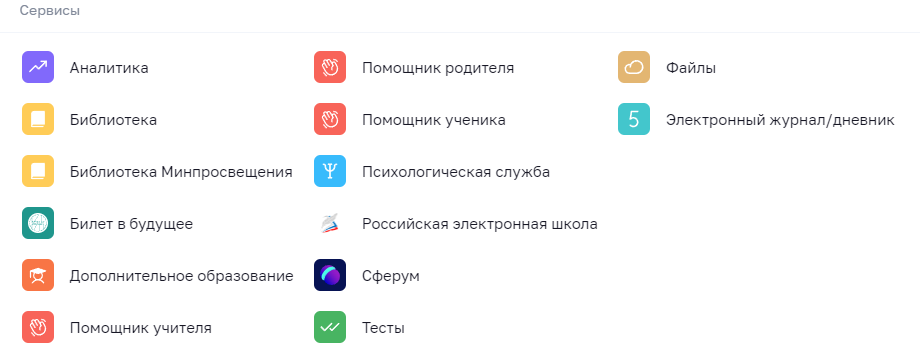 Сервисы
Аналитика
Библиотека
Библиотека Минпросвещения
Билет в будущее
Дополнительное образование
Помощник учителя
Помощник родителя
Помощник ученика
Психологическая служба
Российская электронная школа
Сферум
Тесты
Файлы
5 Электронный журнал/дневник